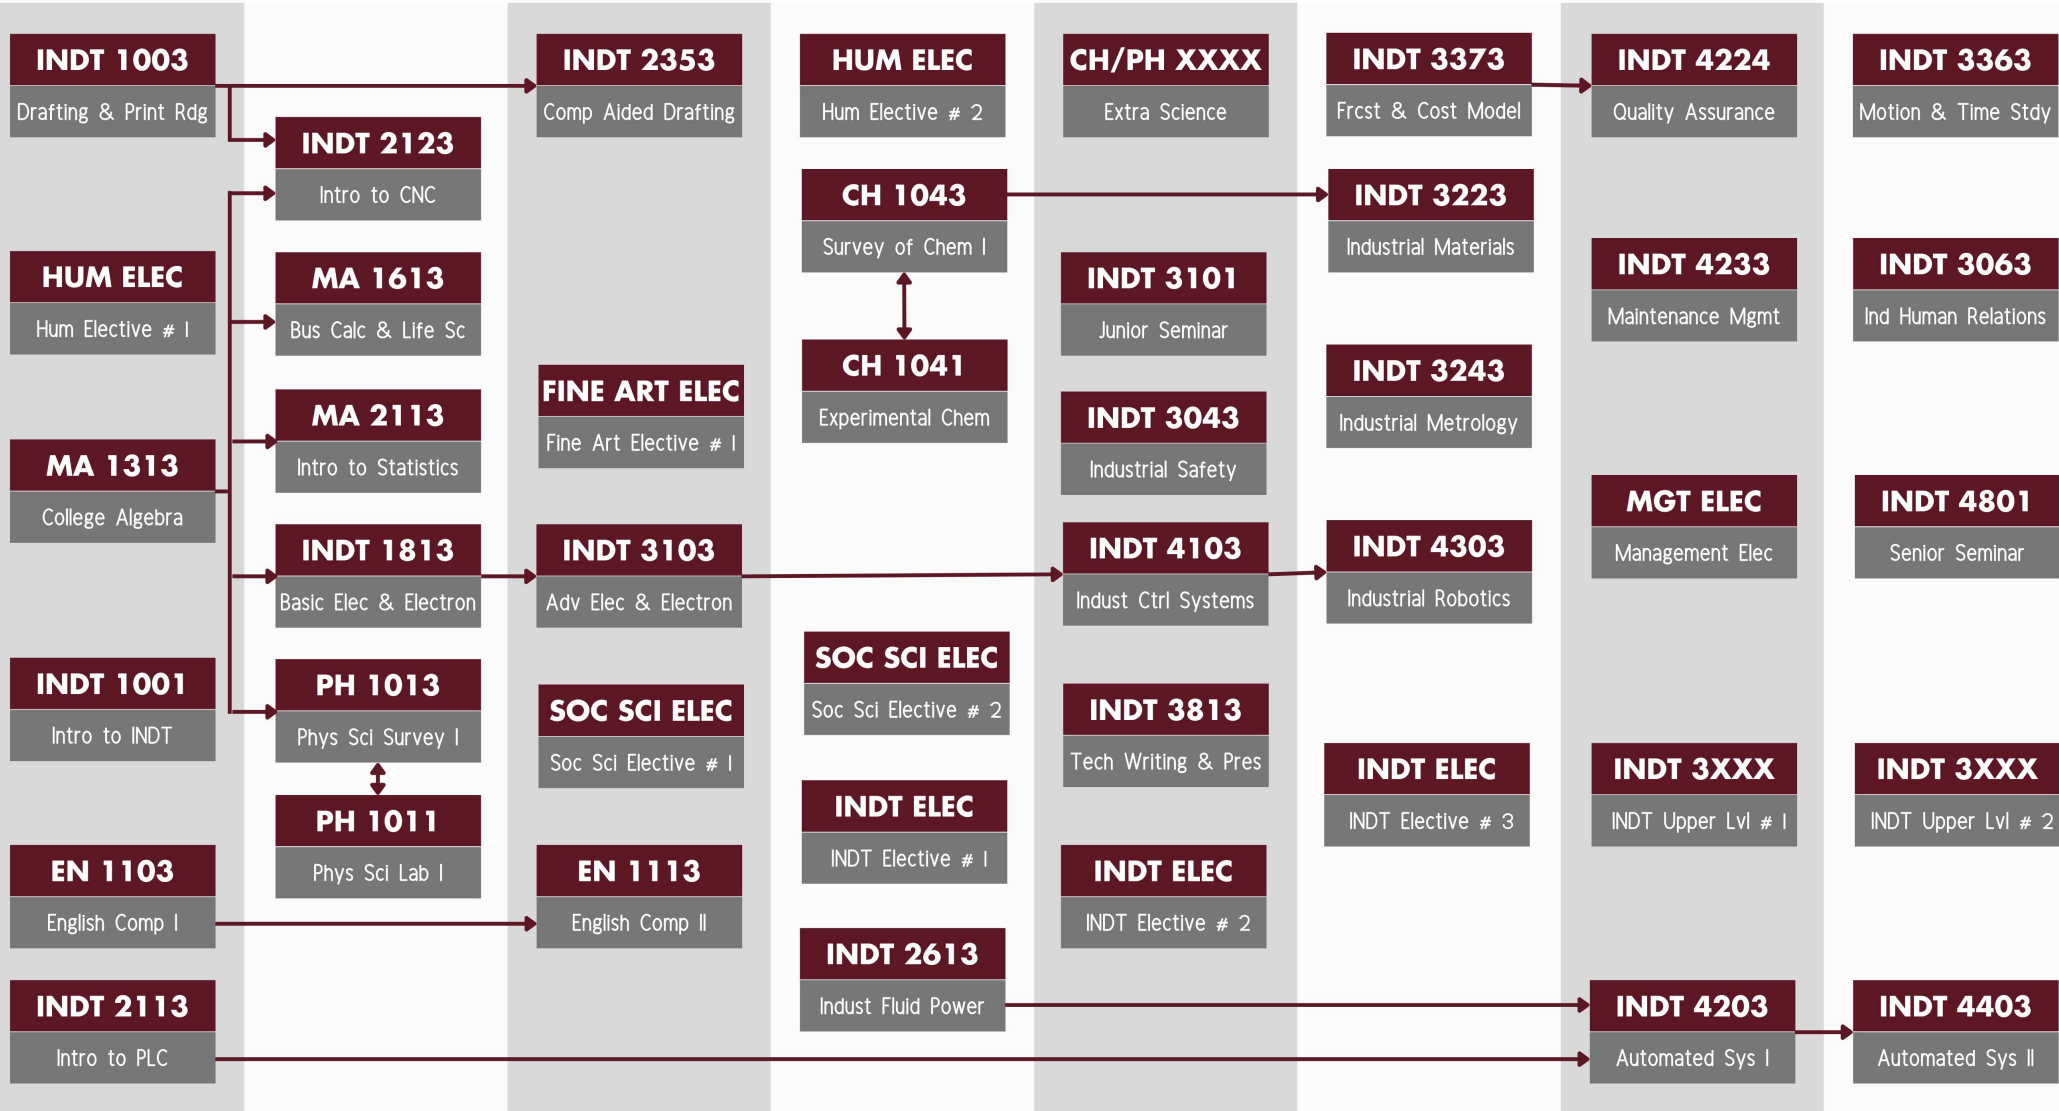 INDT 1003
Drafting & Print Rdg
HUM ELEC
Hum Elective # I
MA 1313
College Algebra
INDT 1001
Intro to INDT
EN 1103
English Comp I
INDT 2113
Intro to PLC
INDT 2123
Intro to CNC
MA 1613
Bus Calc & Life Sc
MA 2113
Intro to Statistics
INDT 1813
Basic Elec & Electron
PH 1013
Phys Sci Survey I
PH 1011
Phys Sci Lab I
INDT 2353
Comp Aided Drafting
FINE ART ELEC
Fine Art Elective # I
INDT 3103
Adv Elec & Electron
SOC SCI ELEC
Soc Sci Elective # I
EN 1113
English Comp II
HUM ELEC
Hum Elective # 2
CH 1043
Survey of Chem I
CH 1041
Experimental Chem
SOC SCI ELEC
Soc Sci Elective # 2
INDT ELEC
INDT Elective # I
INDT 2613
Indust Fluid Power
CH/PH XXXX
Extra Science
INDT 3101
Junior Seminar
INDT 3043
Industrial Safety
INDT 4103
Indust Ctrl Systems
INDT 3813
Tech Writing & Pres
INDT ELEC
INDT Elective # 2
INDT 3373
Frcst & Cost Model
INDT 3223
Industrial Materials
INDT 3243
Industrial Metrology
INDT 4303
Industrial Robotics
INDT ELEC
INDT Elective # 3
INDT 4224
Quality Assurance
INDT 4233
Maintenance Mgmt
MGT ELEC
Management Elec
INDT 3XXX
INDT Upper Lvl # I
INDT 4203
Automated Sys I
INDT 3363
Motion & Time Stdy
INDT 3063
Ind Human Relations
INDT 4801
Senior Seminar
INDT 3XXX
INDT Upper Lvl # 2
INDT 4403
Automated Sys II